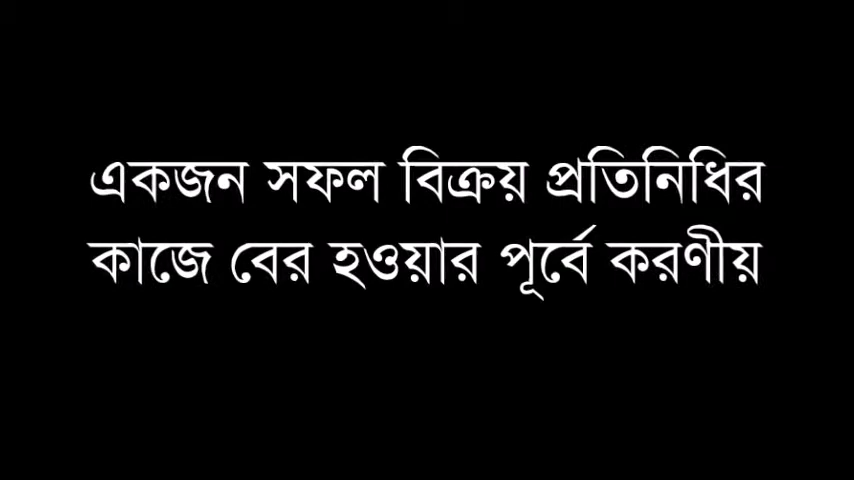 একজন সফল বিক্রয় প্রতিনিধির
কাজে বের হওয়ার পূর্বে করণীয়